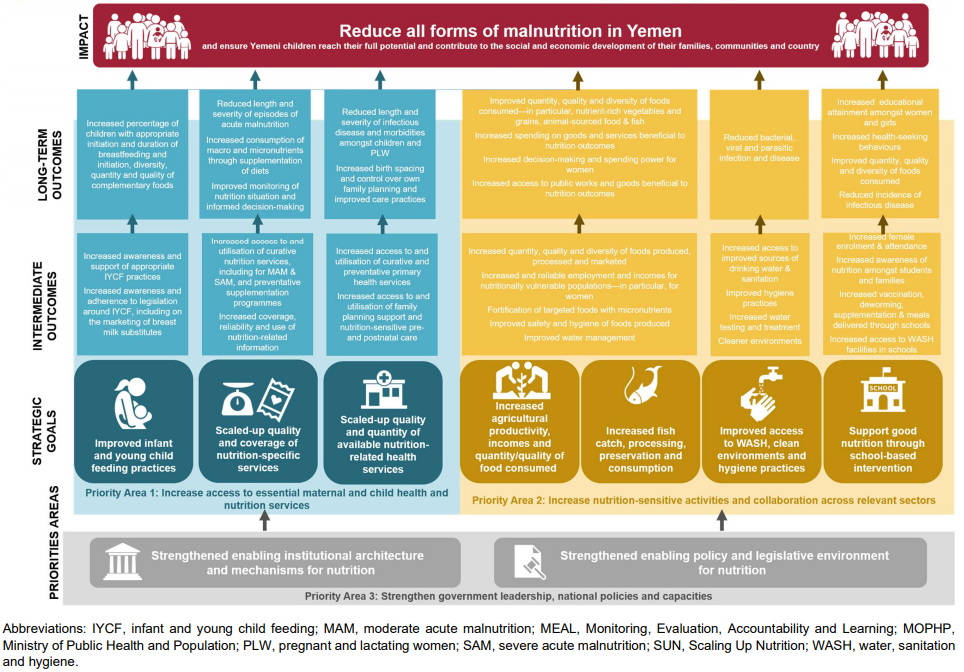 IMPACT
Reduce all forms of malnutrition in Yemen
and ensure Yemeni children reach their full potential and contribute to the social and economic development of their families, communities and country
LONG-TERM
OUTCOMES
Increased percentage of
children with appropriate
initiation and duration of
breastfeeding and
initiation, diversity,
quantity and quality of
complementary foods
Reduced length and
severity of episodes of
acute malnutrition
Increased consumption of
macro and micronutrients
through supplementation
of diets
Improved monitoring of
nutrition situation and
informed decision-making
Reduced length and
severity of infectious
disease and morbidities
amongst children and
PLW
Increased birth spacing
and control over own
family planning and
improved care practices
Improved quantity, quality and diversity of foods
consumed—in particular, nutrient-rich vegetables and
grains, animal-sourced food & fish
Increased spending on goods and services beneficial to
nutrition outcomes
Increased decision-making and spending power for
women
Increased access to public works and goods beneficial to
nutrition outcomes
Reduced bacterial,
viral and parasitic
infection and disease
Increased educational
attainment amongst women
and girls
Increased health-seeking
behaviours
Improved quantity, quality
and diversity of foods
consumed
Reduced incidence of
infectious disease
INTERMEDIATE
OUTCOMES
Increased awareness and
support of appropriate
IYCF practices
Increased awareness and
adherence to legislation
around IYCF, including on
the marketing of breast
milk substitutes
Increased access to and
utilisation of curative
nutrition services,
including for MAM &
SAM, and preventative
supplementation
programmes
Increased coverage,
reliability and use of
nutrition-related
information
Increased access to and
utilisation of curative and
preventative primary
health services
Increased access to and
utilisation of family
planning support and
nutrition-sensitive pre-
and postnatal care
Increased quantity, quality and diversity of foods produced,
processed and marketed
Increased and reliable employment and incomes for
nutritionally vulnerable populations—in particular, for
women
Fortification of targeted foods with micronutrients
Improved safety and hygiene of foods produced
Improved water management
Increased access to
improved sources of
drinking water &
sanitation
Improved hygiene
practices
Increased water
testing and treatment
Cleaner environments
Increased female
enrolment & attendance
Increased awareness of
nutrition amongst students
and families
Increased vaccination,
deworming,
supplementation & meals
delivered through schools
Increased access to WASH
facilities in schools
STRATEGIC
GOALS
Improved infant
and young child
feeding practices
Scaled-up quality
and coverage of
nutrition-specific
services
Scaled-up quality
and quantity of
available nutrition-
related health
services
Increased
agricultural
productivity,
incomes and
quantity/quality of
food consumed
Increased fish
catch, processing,
preservation and
consumption
Improved access
to WASH, clean
environments and
hygiene practices
SCHOOL
Support good
nutrition through
school-based
intervention
PRIORITIES AREAS
Priority Area 1: Increase access to essential maternal and child health and
nutrition services
Priority Area 2: Increase nutrition-sensitive activities and collaboration across relevant sectors
Strengthened enabling institutional architecture
and mechanisms for nutrition
Strengthened enabling policy and legislative environment
for nutrition
Priority Area 3: Strengthen government leadership, national policies and capacities
Abbreviations: IYCF, infant and young child feeding; MAM, moderate acute malnutrition; MEAL, Monitoring, Evaluation, Accountability and Learning; MOPHP,
Ministry of Public Health and Population; PLW, pregnant and lactating women; SAM, severe acute malnutrition; SUN, Scaling Up Nutrition; WASH, water, sanitation
and hygiene.